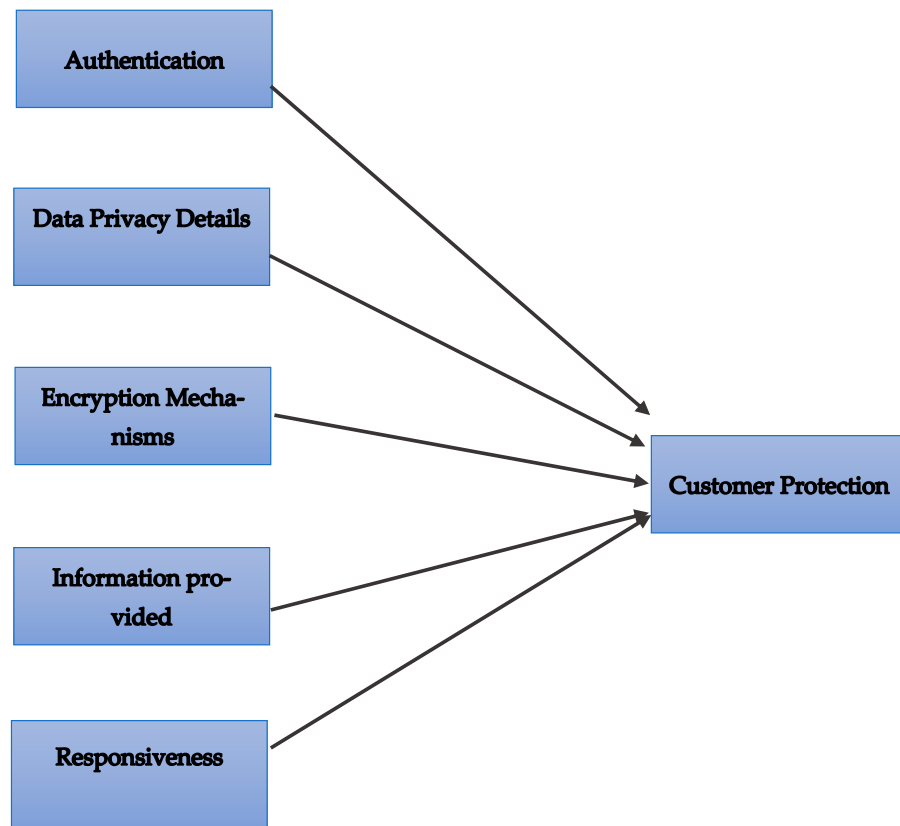 Authentication
Data Privacy Details
Encryption Mecha-
nisms
Customer Protection
Information pro-
vided
Responsiveness